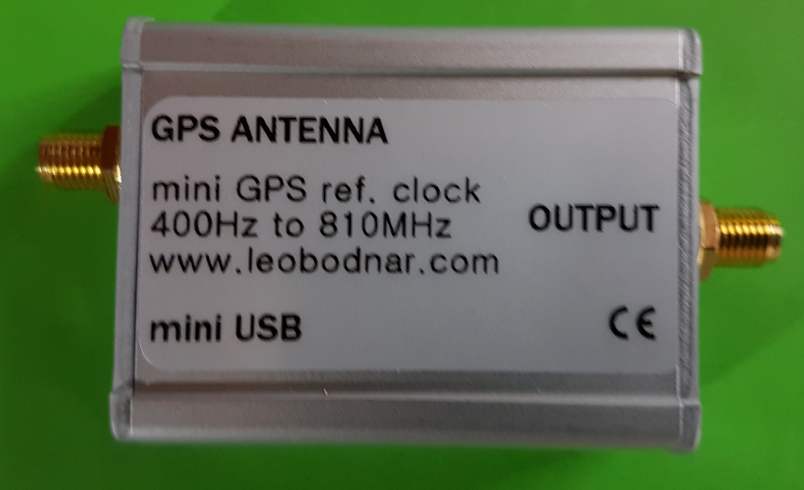 GPS ANTENNA
mini GPS ref. clock
400Hz to 810MHz
OUTPUT
www.leobodnar.com
mini USB
CE